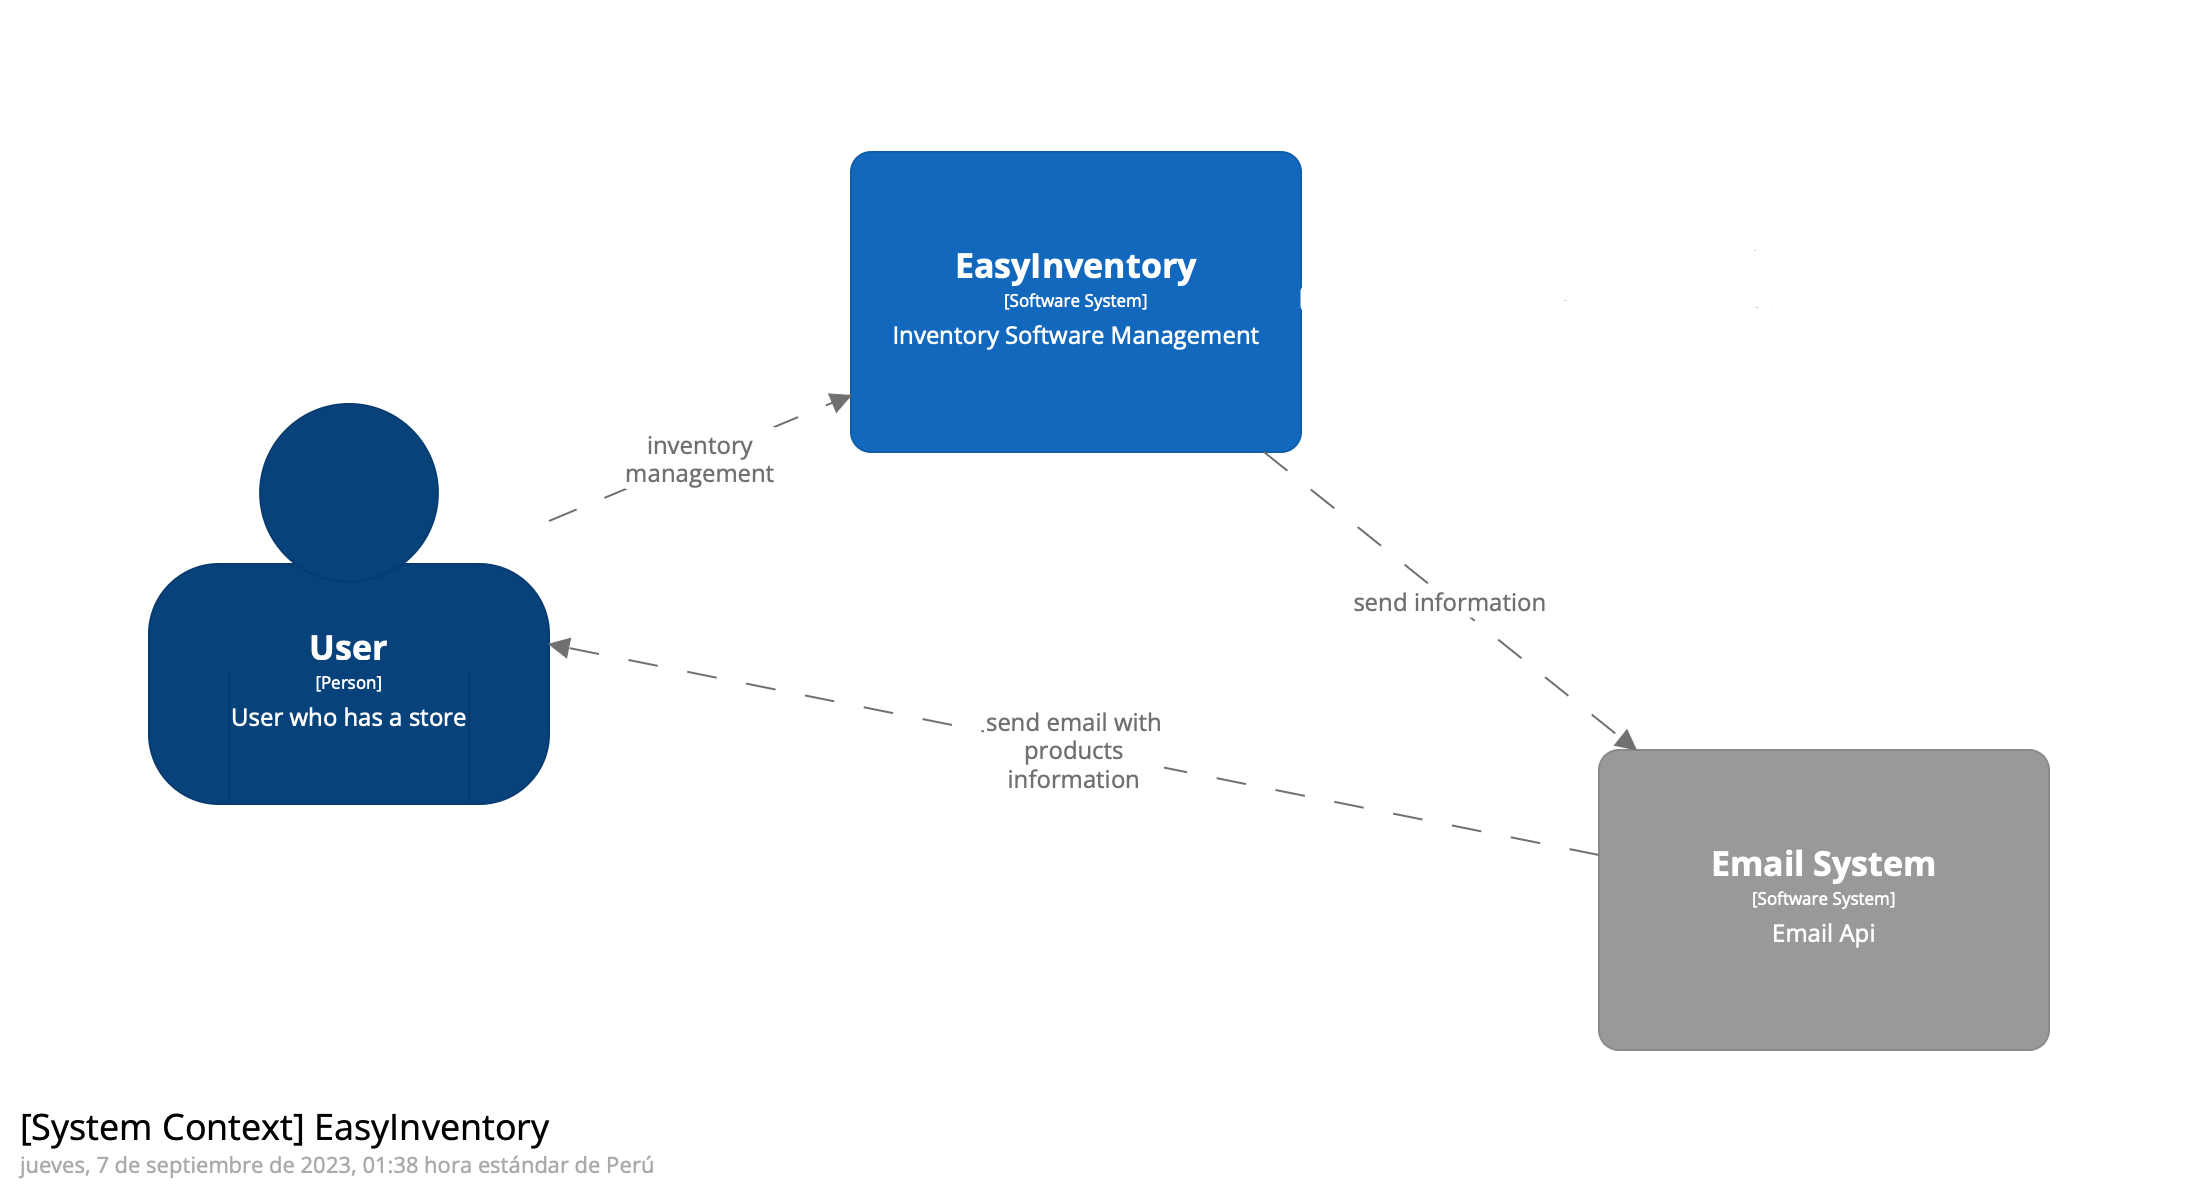 EasyInventory
[Software System]
Inventory Software Management
inventory
management
send information
User
[Person]
User who has a store
send email with
products
information
Email System
[Software System]
Email Api
[System Context] EasyInventory
jueves, 7 de septiembre de 2023, 01:38 hora estándar de Perú